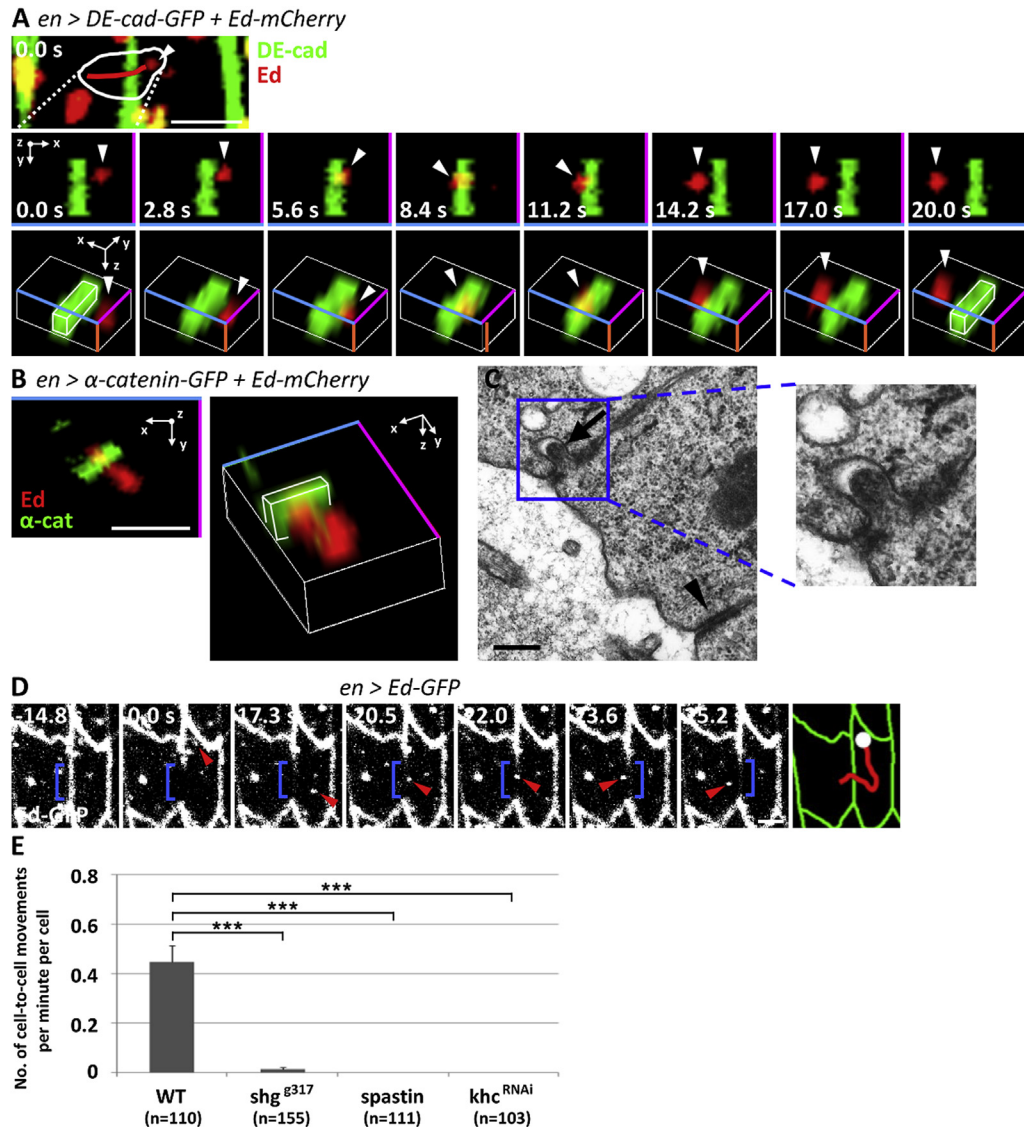 A en > DE-cad-GFP + Ed-mCherry
0.0 s
DE-cad
Ed
z x
y
0.0 s 2.8 s 5.6 s 8.4 s 11.2 s 14.2 s 17.0 s 20.0 s
x y
z
B en > α-catenin-GFP + Ed-mCherry
C
x z
y
x y
z
Ed
α-cat
D en > Ed-GFP
-14.8 s 0.0 s 17.3 s 20.5 22.0 23.6 25.2 s
Ed-GFP
E
No. of cell-to-cell movements
per minute per cell
0.8
0.6
0.4
0.2
0
***
***
***
WT shg g317 spastin khc RNAi
(n=110) (n=155) (n=111) (n=103)